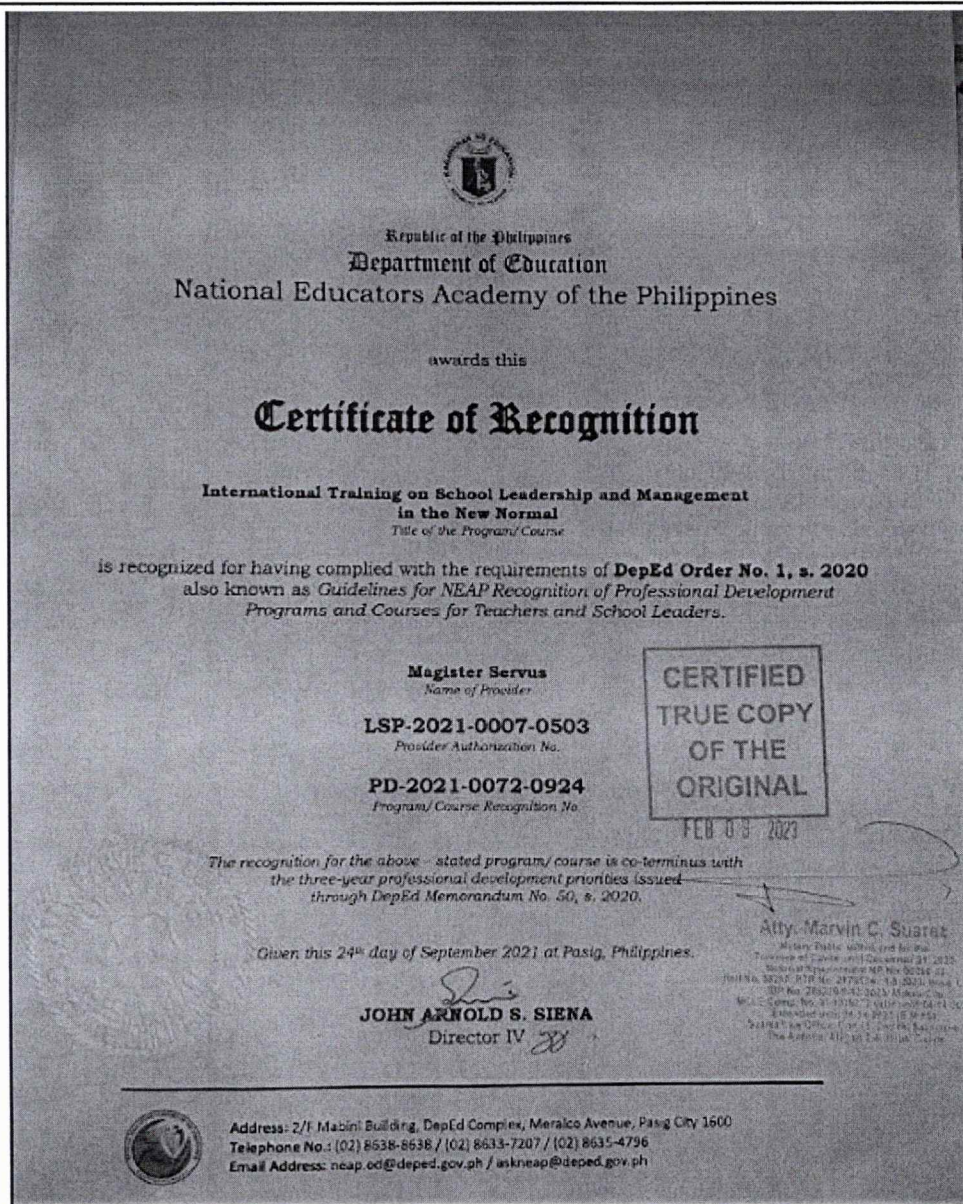 Republic of the Philippines
Department of Education
National Educators Academy of the Philippines
awards this
Certificate of Recognition
International Training on School Leadership and Management
in the New Normal
Title of the Program/Course
is recognized for having complied with the requirements of DepEd Order No. 1, s. 2020
also known as Guidelines for NEAP Recognition of Professional Development
Programs and Courses for Teachers and School Leaders.
Magister Servus
Name of Provider
LSP-2021-0007-0503
Provider Authorization No.
PD-2021-0072-0924
Program/Course Recognition No.
CERTIFIED
TRUE COPY
OF THE
ORIGINAL
FEB 2023
The recognition for the above – stated program/course is co-terminus with
the three-year professional development priorities issued
through DepEd Memorandum No. 50, s. 2020.
Atty. Marvin C. Suarez
Notary Public
Given this 24th day of September 2021 at Pasig, Philippines.
JOHN ARNOLD S. SIENA
Director IV
Address: 2/F Mabini Building, DepEd Complex, Meralco Avenue, Pasig City 1600
Telephone No.: (02) 8638-8638 / (02) 8633-7207 / (02) 8635-4796
Email Address: neap.od@deped.gov.ph / askneap@deped.gov.ph